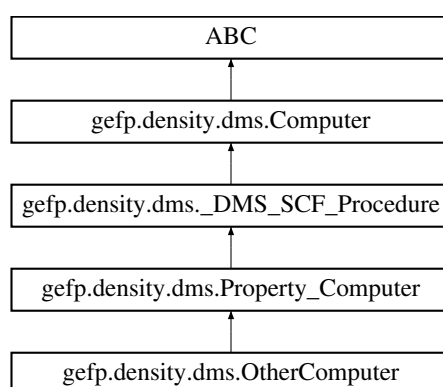 ABC
gefp.density.dms.Computer
gefp.density.dms._DMS_SCF_Procedure
gefp.density.dms.Property_Computer
gefp.density.dms.OtherComputer